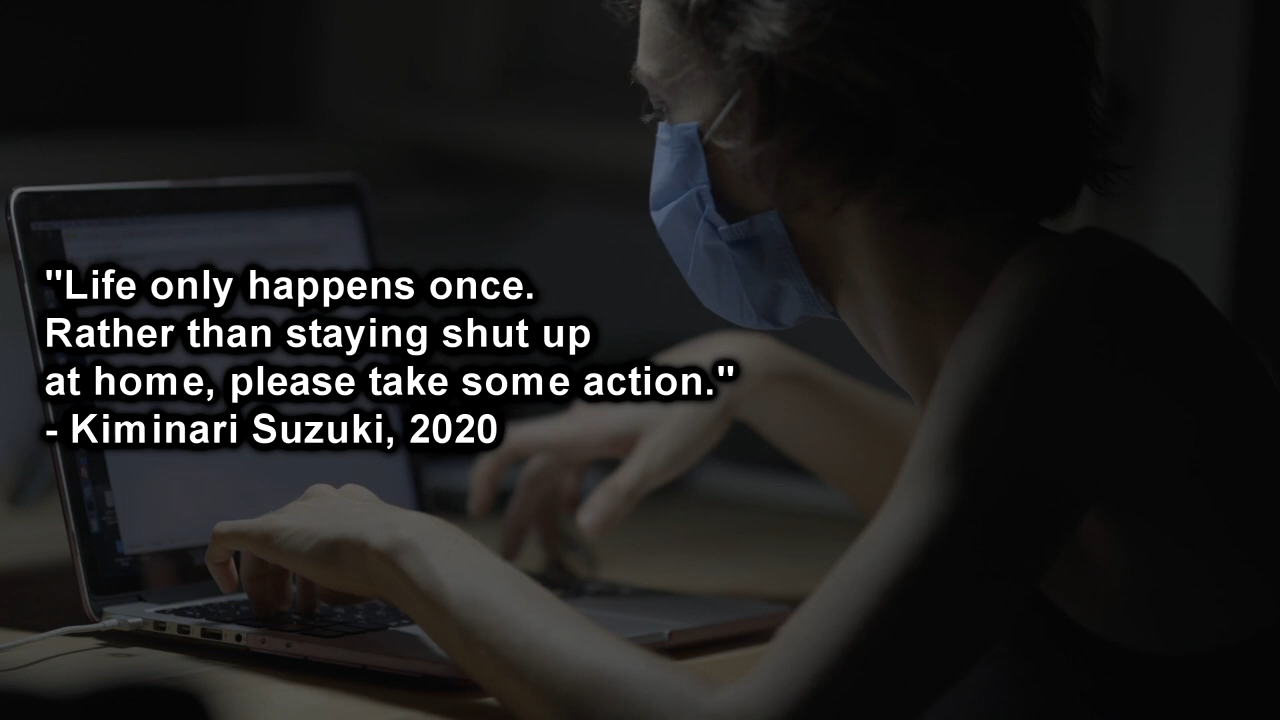 "Life only happens once.
Rather than staying shut up
at home, please take some action."
- Kiminari Suzuki, 2020